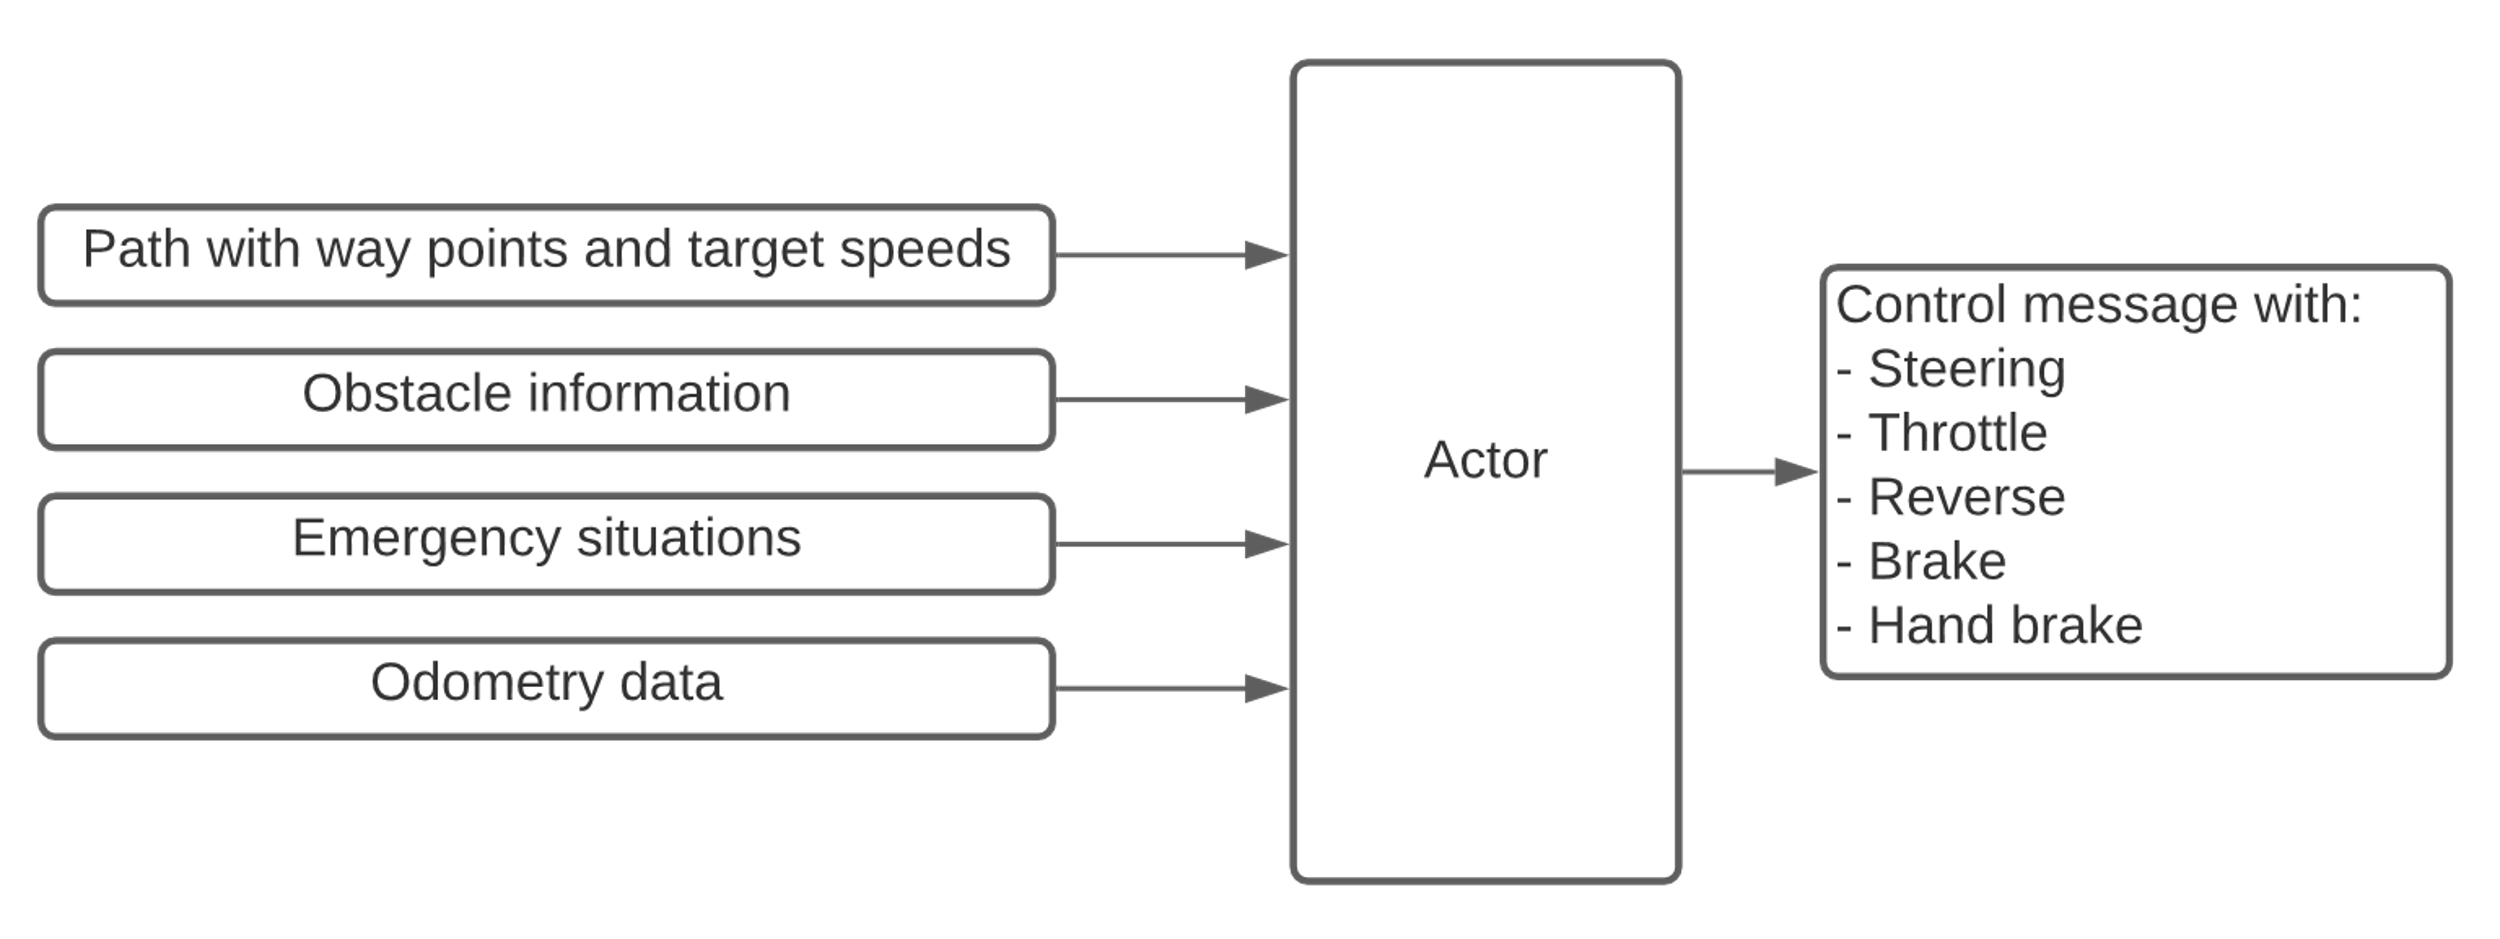 Path with way points and target speeds
Obstacle information
Emergency situations
Odometry data
Actor
Control message with:
- Steering
- Throttle
- Reverse
- Brake
- Hand brake